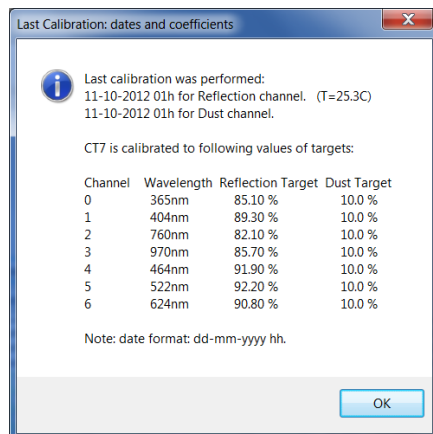 Last Calibration: dates and coefficients
Last calibration was performed:
11-10-2012 01h for Reflection channel. (T=25.3C)
11-10-2012 01h for Dust channel.
CT7 is calibrated to following values of targets:
Channel Wavelength Reflection Target Dust Target
0 365nm 85.10 % 10.0 %
1 404nm 89.30 % 10.0 %
2 760nm 82.10 % 10.0 %
3 970nm 85.70 % 10.0 %
4 464nm 91.90 % 10.0 %
5 522nm 92.20 % 10.0 %
6 624nm 90.80 % 10.0 %
Note: date format: dd-mm-yyyy hh.
OK